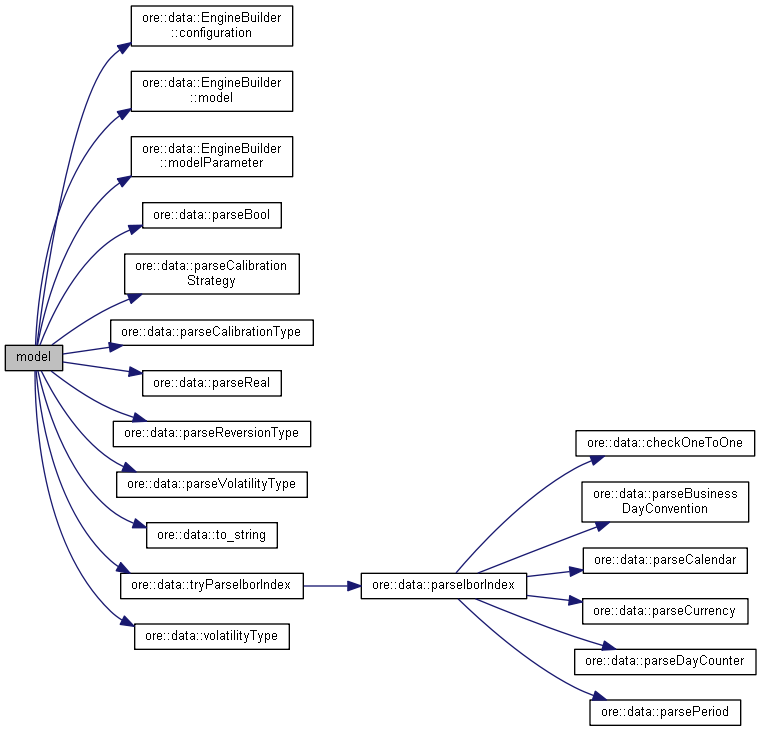 ore::data::EngineBuilder
::configuration
ore::data::EngineBuilder
::model
ore::data::EngineBuilder
::modelParameter
ore::data::parseBool
ore::data::parseCalibration
Strategy
ore::data::parseCalibrationType
model
ore::data::parseReal
ore::data::parseReversionType
ore::data::parseVolatilityType
ore::data::to_string
ore::data::tryParseIborIndex
ore::data::volatilityType
ore::data::parseIborIndex
ore::data::checkOneToOne
ore::data::parseBusiness
DayConvention
ore::data::parseCalendar
ore::data::parseCurrency
ore::data::parseDayCounter
ore::data::parsePeriod